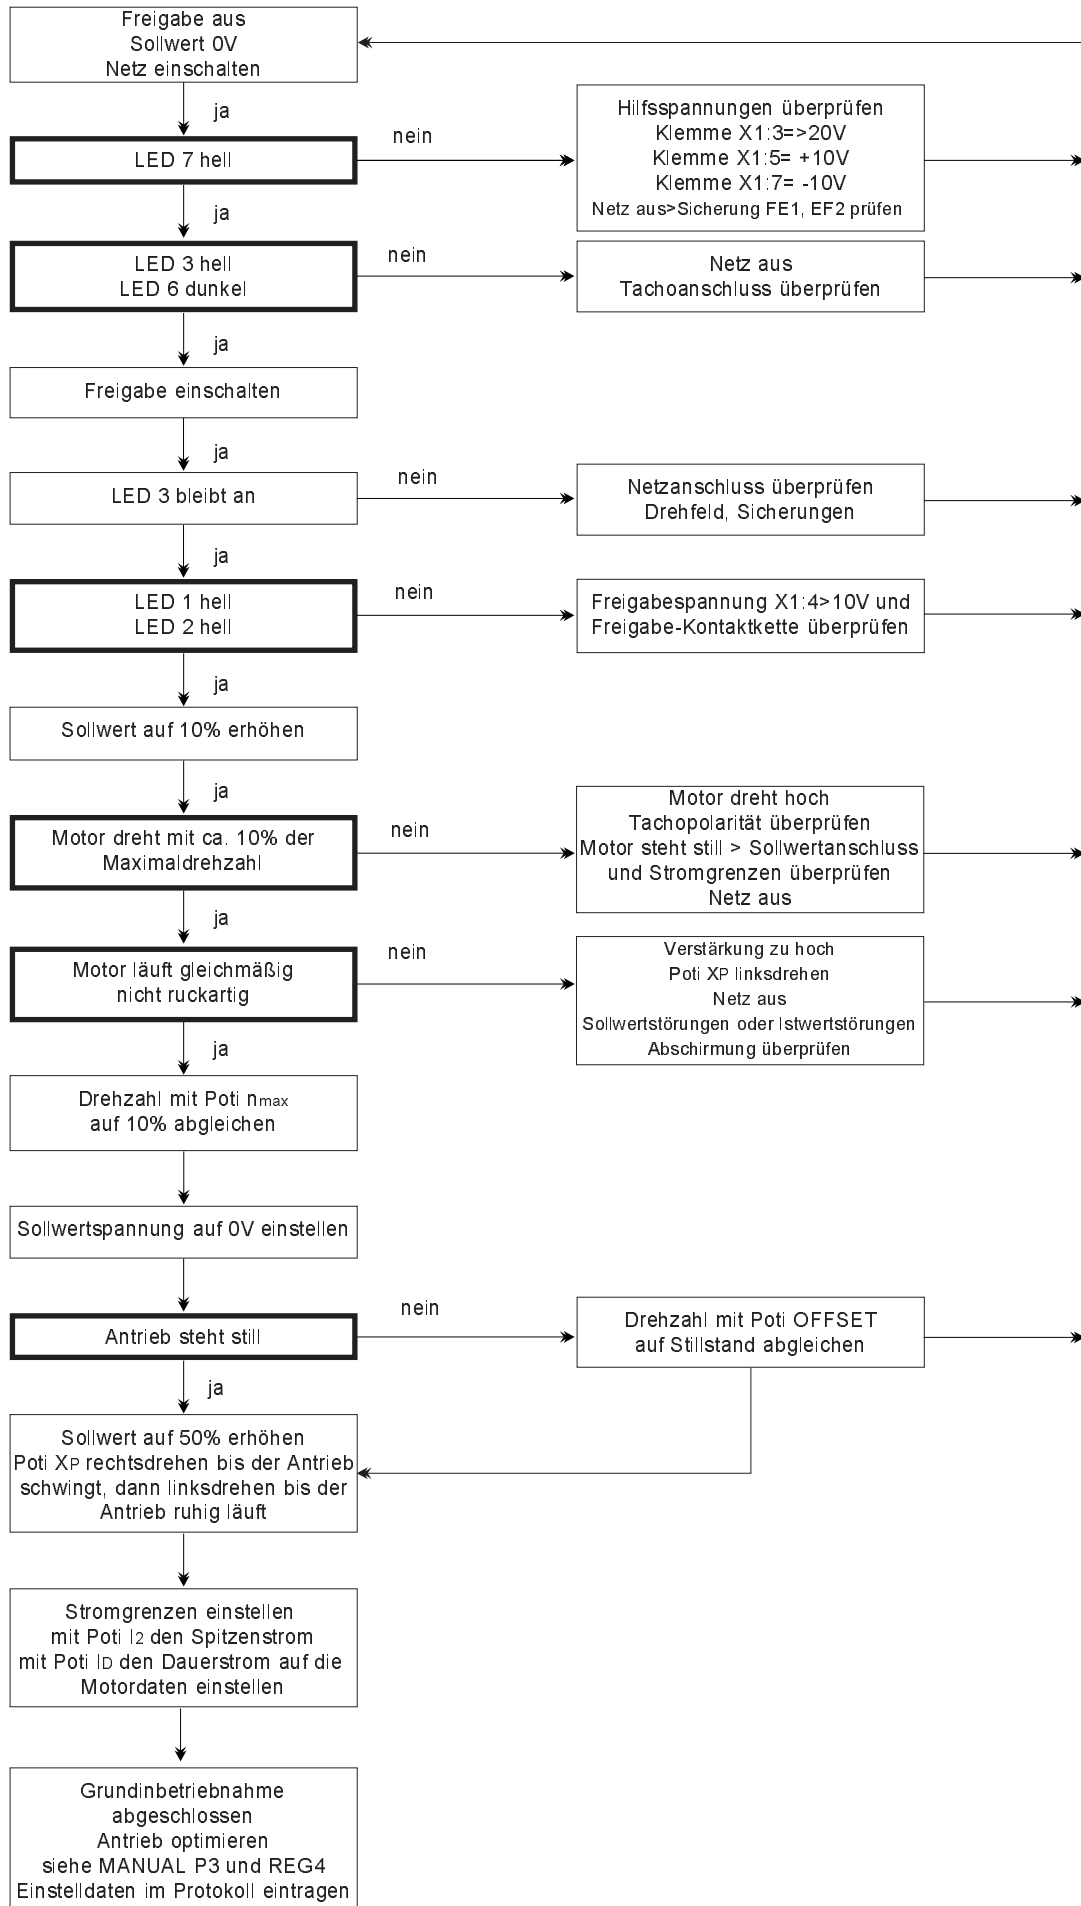 Freigabe aus
Sollwert 0V
Netz einschalten
ja
LED 7 hell
nein
Hilfsspannungen überprüfen
Klemme X1:3=>20V
Klemme X1:5= +10V
Klemme X1:7= -10V
Netz aus>Sicherung FE1, EF2 prüfen
ja
LED 3 hell
LED 6 dunkel
nein
Netz aus
Tachoanschluss überprüfen
ja
Freigabe einschalten
ja
LED 3 bleibt an
nein
Netzanschluss überprüfen
Drehfeld, Sicherungen
ja
LED 1 hell
LED 2 hell
nein
Freigabespannung X1:4>10V und
Freigabe-Kontaktkette überprüfen
ja
Sollwert auf 10% erhöhen
ja
Motor dreht mit ca. 10% der
Maximaldrehzahl
nein
Motor dreht hoch
Tachopolarität überprüfen
Motor steht still > Sollwertanschluss
und Stromgrenzen überprüfen
Netz aus
ja
Motor läuft gleichmäßig
nicht ruckartig
nein
Verstärkung zu hoch
Poti XP linksdrehen
Netz aus
Sollwertstörungen oder Istwertstörungen
Abschirmung überprüfen
ja
Drehzahl mit Poti nmax
auf 10% abgleichen
Sollwertspannung auf 0V einstellen
Antrieb steht still
nein
Drehzahl mit Poti OFFSET
auf Stillstand abgleichen
ja
Sollwert auf 50% erhöhen
Poti XP rechtsdrehen bis der Antrieb
schwingt, dann linksdrehen bis der
Antrieb ruhig läuft
Stromgrenzen einstellen
mit Poti I2 den Spitzenstrom
mit Poti ID den Dauerstrom auf die
Motordaten einstellen
Grundinbetriebnahme
abgeschlossen
Antrieb optimieren
siehe MANUAL P3 und REG4
Einstelldaten im Protokoll eintragen